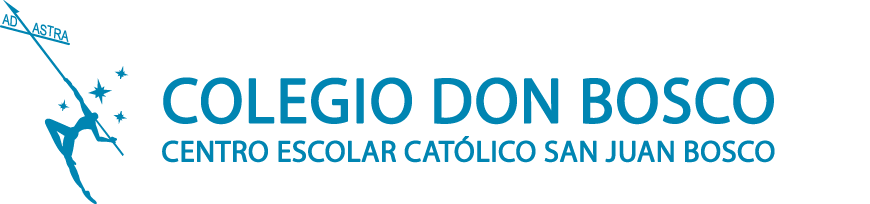 AD ASTRA
COLEGIO DON BOSCO
CENTRO ESCOLAR CATÓLICO SAN JUAN BOSCO